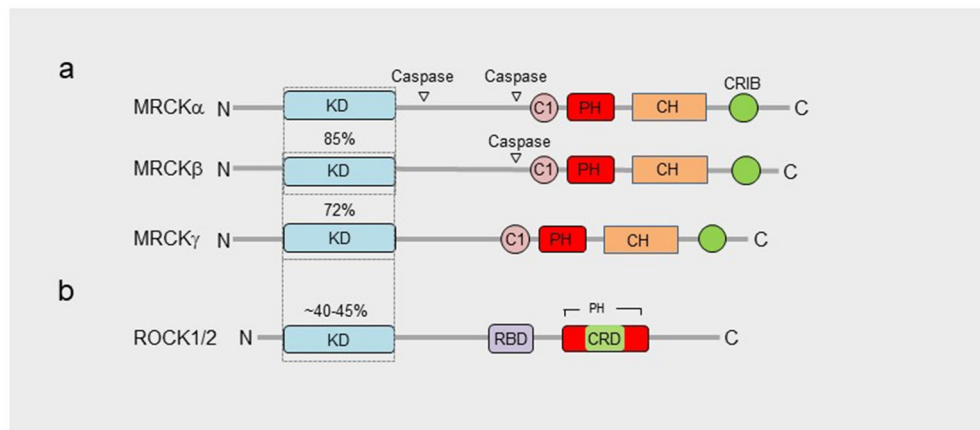 a
Caspase Caspase CRIB
MRCKα N KD C1 PH CH C
85%
Caspase
MRCKβ N KD C1 PH CH C
72%
MRCKγ N KD C1 PH CH C
b
~40-45% PH
ROCK1/2 N KD RBD CRD C